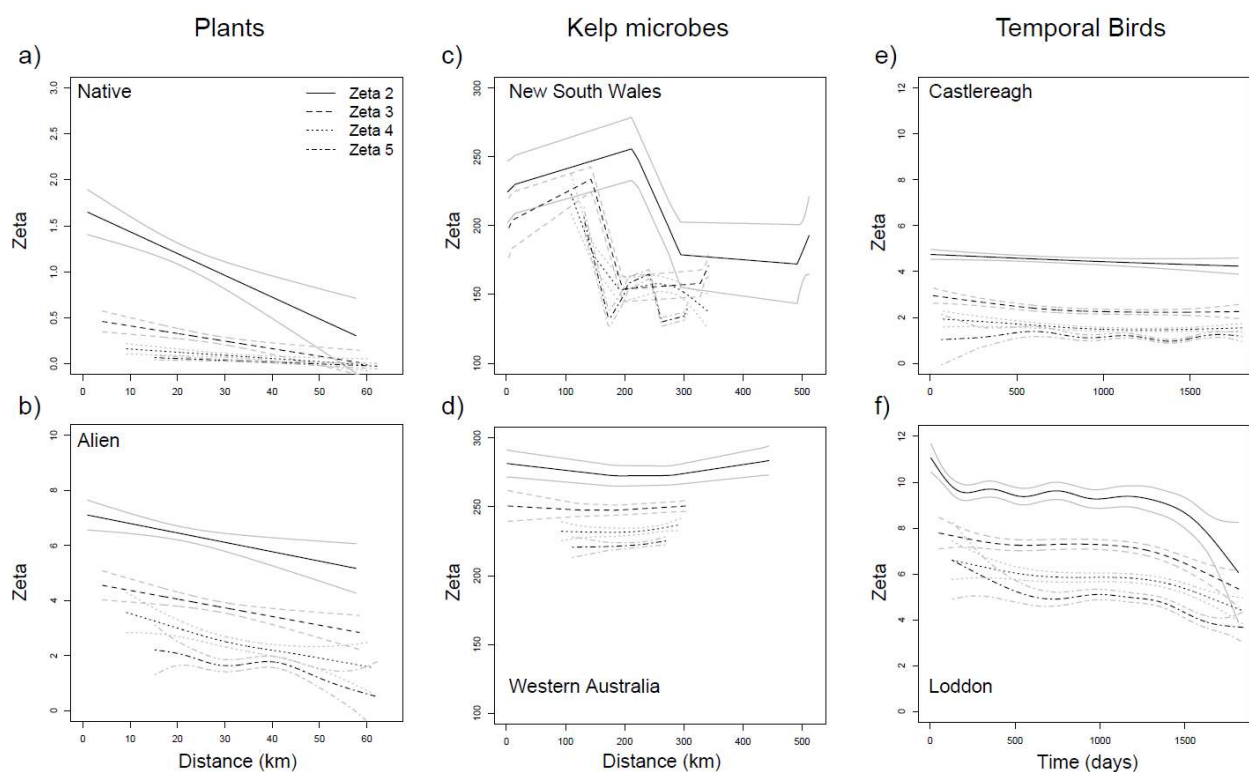 Plants
Kelp microbes
Temporal Birds
a)
Native
Zeta 2
Zeta 3
Zeta 4
Zeta 5
Zeta
3.0
2.5
2.0
1.5
1.0
0.5
0.0
0 10 20 30 40 50 60
b)
Alien
Zeta
10
8
6
4
2
0
0 10 20 30 40 50 60
Distance (km)
c)
New South Wales
Zeta
300
250
200
150
100
0 100 200 300 400 500
d)
Western Australia
Zeta
300
250
200
150
100
0 100 200 300 400 500
Distance (km)
e)
Castlereagh
Zeta
12
10
8
6
4
2
0
0 500 1000 1500
f)
Loddon
Zeta
12
10
8
6
4
2
0
0 500 1000 1500
Time (days)